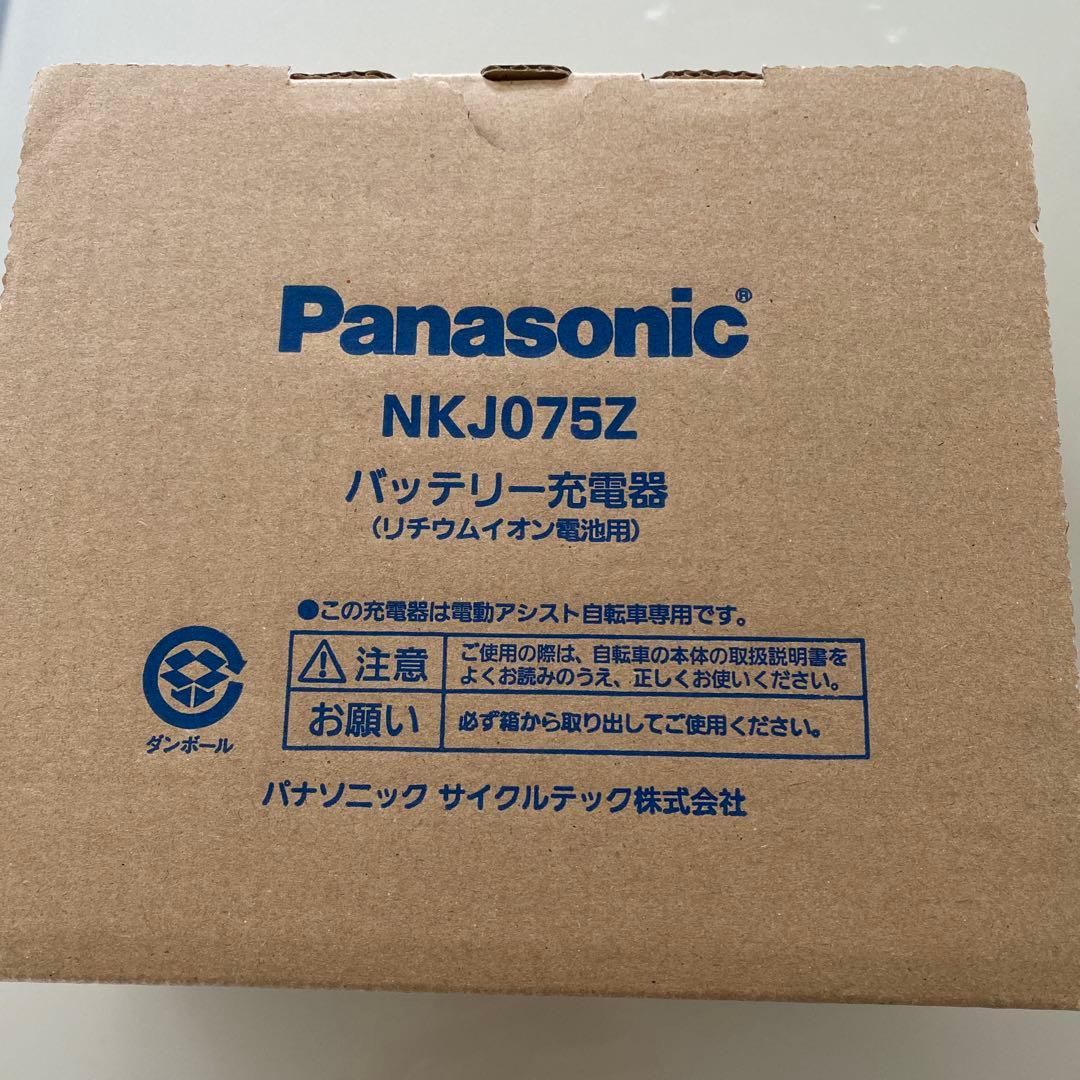 Panasonic®
NKJ075Z
バッテリー充電器
(リチウムイオン電池用)
●この充電器は電動アシスト自転車専用です。
注意
ご使用の際は、自転車の本体の取扱説明書を
よくお読みのうえ、正しくお使いください。
お願い
必ず箱から取り出してご使用ください。
ダンボール
パナソニック サイクルテック株式会社